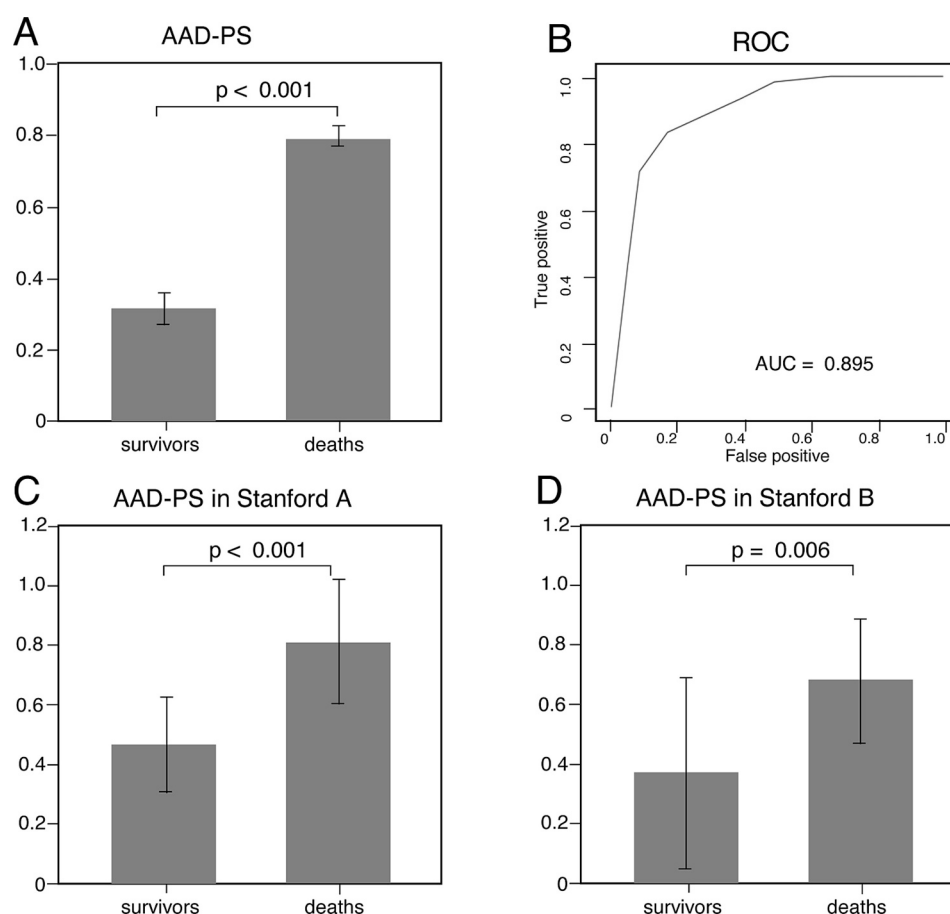 A
AAD-PS
1.0
0.8
0.6
0.4
0.2
0
p < 0.001
survivors
deaths
B
ROC
True positive
1.0
0.8
0.6
0.4
0.2
0
AUC = 0.895
0 0.2 0.4 0.6 0.8 1.0
False positive
C
AAD-PS in Stanford A
1.2
1.0
0.8
0.6
0.4
0.2
0
p < 0.001
survivors
deaths
D
AAD-PS in Stanford B
1.2
1.0
0.8
0.6
0.4
0.2
0
p = 0.006
survivors
deaths